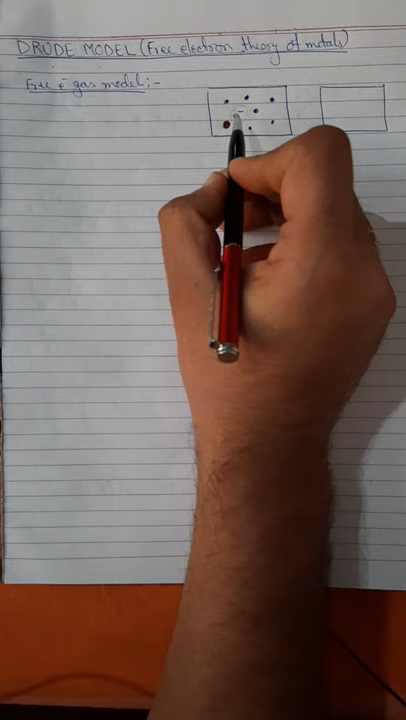 DRUDE MODEL (Free electron theory of metals)
Free e⁻ gas model:-
e⁻